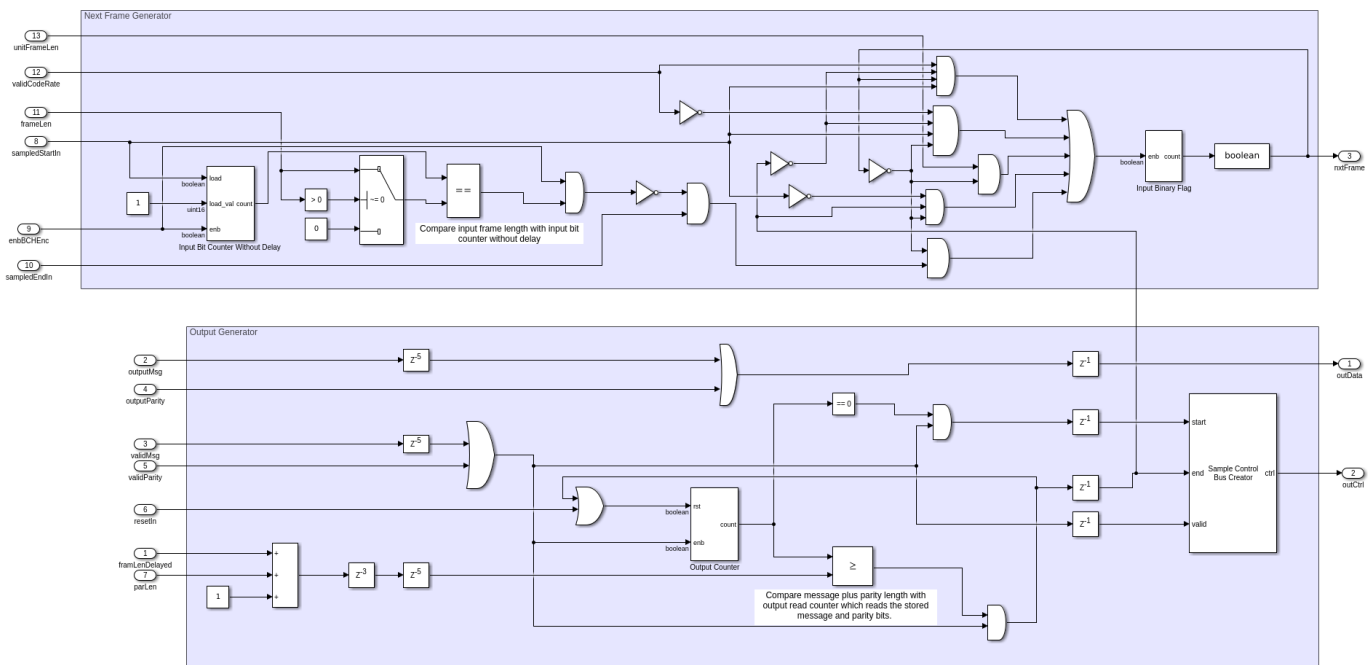 Next Frame Generator
13
unitFrameLen
12
validCodeRate
11
frameLen
8
sampledStartIn
9
enbBCHEnc
10
sampledEndIn
1
load
boolean
load_val
count
uint16
enb
boolean
Input Bit Counter Without Delay
> 0
0
~= 0
==
Compare input frame length with input bit
counter without delay
boolean
enb
count
Input Binary Flag
boolean
3
nxtFrame
Output Generator
2
outputMsg
4
outputParity
3
validMsg
5
validParity
6
resetIn
1
framLenDelayed
7
parLen
1
Z-5
Z-5
+
+
+
Z-3
Z-5
rst
boolean
count
enb
boolean
Output Counter
== 0
≥
Compare message plus parity length with
output read counter which reads the stored
message and parity bits.
Z-1
Z-1
Z-1
Z-1
start
end
valid
Sample Control
Bus Creator
ctrl
1
outData
2
outCtrl